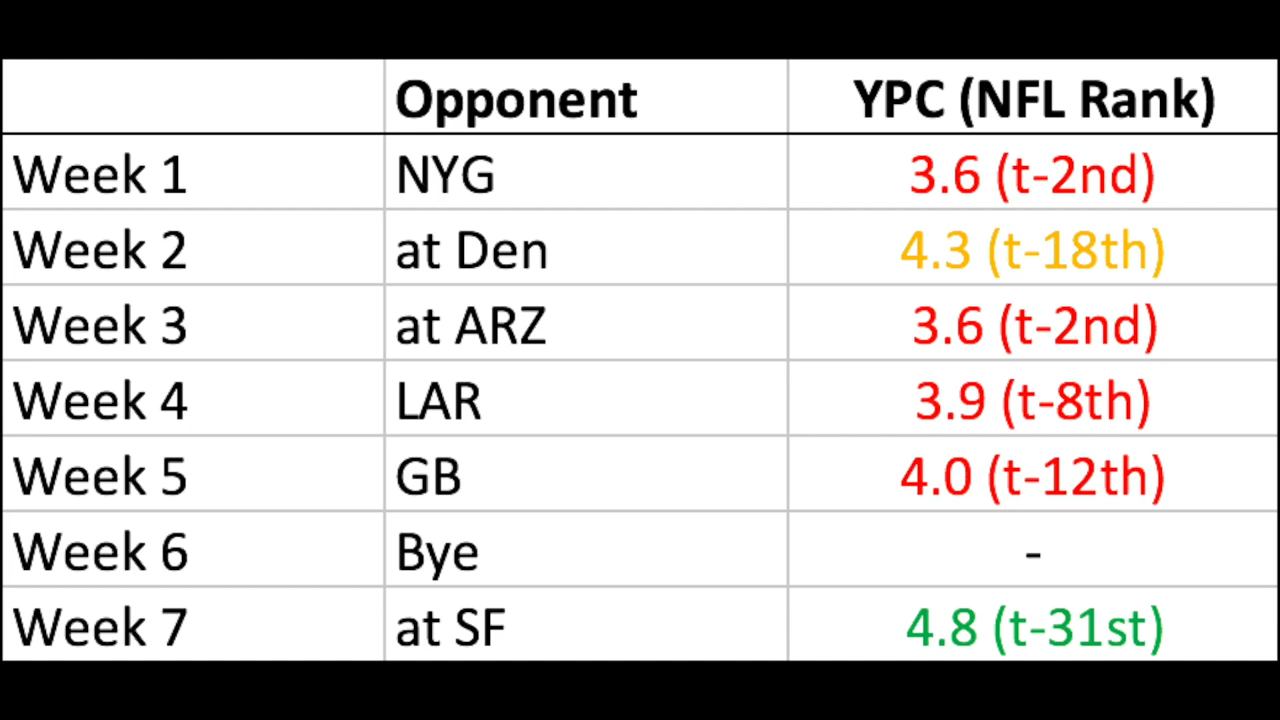 Opponent YPC (NFL Rank)
Week 1 NYG 3.6 (t-2nd)
Week 2 at Den 4.3 (t-18th)
Week 3 at ARZ 3.6 (t-2nd)
Week 4 LAR 3.9 (t-8th)
Week 5 GB 4.0 (t-12th)
Week 6 Bye -
Week 7 at SF 4.8 (t-31st)